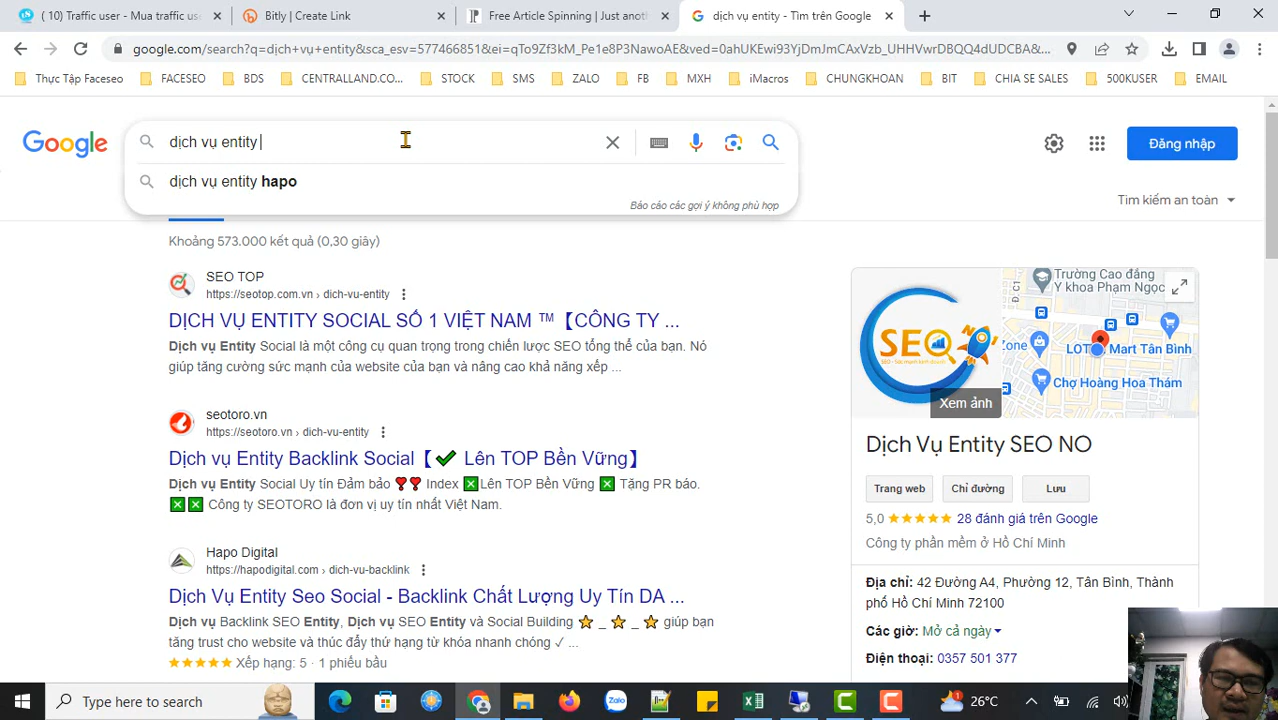 ( 10) Traffic user - Mua traffic us
Bitly | Create Link
Free Article Spinning | Just anot
dịch vụ entity - Tìm trên Google
google.com/search?q=dịch+vụ+entity&sca_esv=577466851&ei=qTo9Zf3kM_Pe1e8P3NawoAE&ved=0ahUKEwi93YjDmJmCAxVzb_UHHVwrDBQQ4dUDCBA&...
Thực Tập Faceseo
FACESEO
BDS
CENTRALLAND.CO...
STOCK
SMS
ZALO
FB
MXH
iMacros
CHUNGKHOAN
BIT
CHIA SE SALES
500KUSER
EMAIL
Google
dịch vụ entity
Đăng nhập
dịch vụ entity hapo
Báo cáo các gợi ý không phù hợp
Tìm kiếm an toàn
Khoảng 573.000 kết quả (0,30 giây)
SEO TOP
https://seotop.com.vn › dich-vu-entity
DỊCH VỤ ENTITY SOCIAL SỐ 1 VIỆT NAM ™【CÔNG TY ...
Dịch vụ Entity Social là một công cụ quan trọng trong chiến lược SEO tổng thể của bạn. Nó
giúp tăng cường sức mạnh của website của bạn và nâng cao khả năng xếp ...
seotoro.vn
https://seotoro.vn › dich-vu-entity
Dịch vụ Entity Backlink Social【✔ Lên TOP Bền Vững】
Dịch vụ Entity Social Uy tín Đảm bảo ❣❣ Index ❎Lên TOP Bền Vững ❎ Tặng PR báo.
❎❎ Công ty SEOTORO là đơn vị uy tín nhất Việt Nam.
Hapo Digital
https://hapodigital.com › dich-vu-backlink
Dịch Vụ Entity Seo Social - Backlink Chất Lượng Uy Tín DA ...
Dịch vụ Backlink SEO Entity, Dịch vụ SEO Entity và Social Building ⭐ _ ⭐ _ ⭐ giúp bạn
tăng trust cho website và thúc đẩy thứ hạng từ khóa nhanh chóng ✓ ...
★★★★★ Xếp hạng: 5 · 1 phiếu bầu
SEO
SEO - Sức mạnh kinh doanh
Xem ảnh
Trường Cao đẳng
Y khoa Phạm Ngọc
Đ. C1
Zone
LOT
Mart Tân Bình
Chợ Hoàng Hoa Thám
Dịch Vụ Entity SEO NO
Trang web
Chỉ đường
Lưu
5,0 ★★★★★ 28 đánh giá trên Google
Công ty phần mềm ở Hồ Chí Minh
Địa chỉ: 42 Đường A4, Phường 12, Tân Bình, Thành
phố Hồ Chí Minh 72100
Các giờ: Mở cả ngày
Điện thoại: 0357 501 377
Type here to search
Zalo
1
26°C